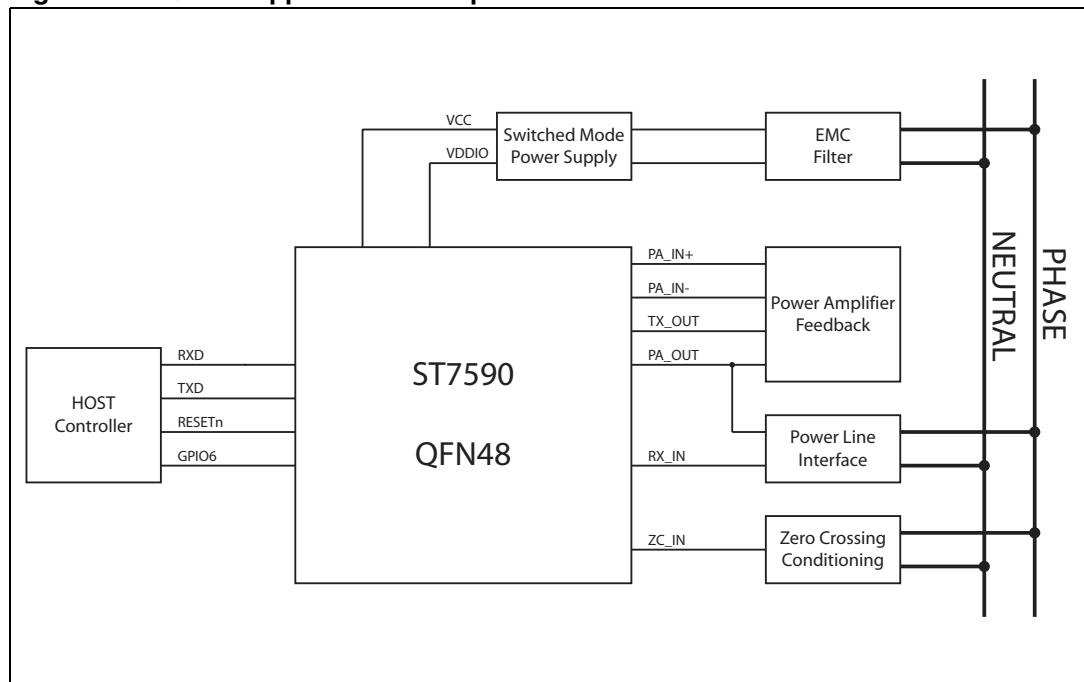 VCC
VDDIO
Switched Mode
Power Supply
EMC
Filter
NEUTRAL
PHASE
PA_IN+
PA_IN-
TX_OUT
PA_OUT
Power Amplifier
Feedback
HOST
Controller
RXD
TXD
RESETn
GPIO6
ST7590
QFN48
RX_IN
Power Line
Interface
ZC_IN
Zero Crossing
Conditioning